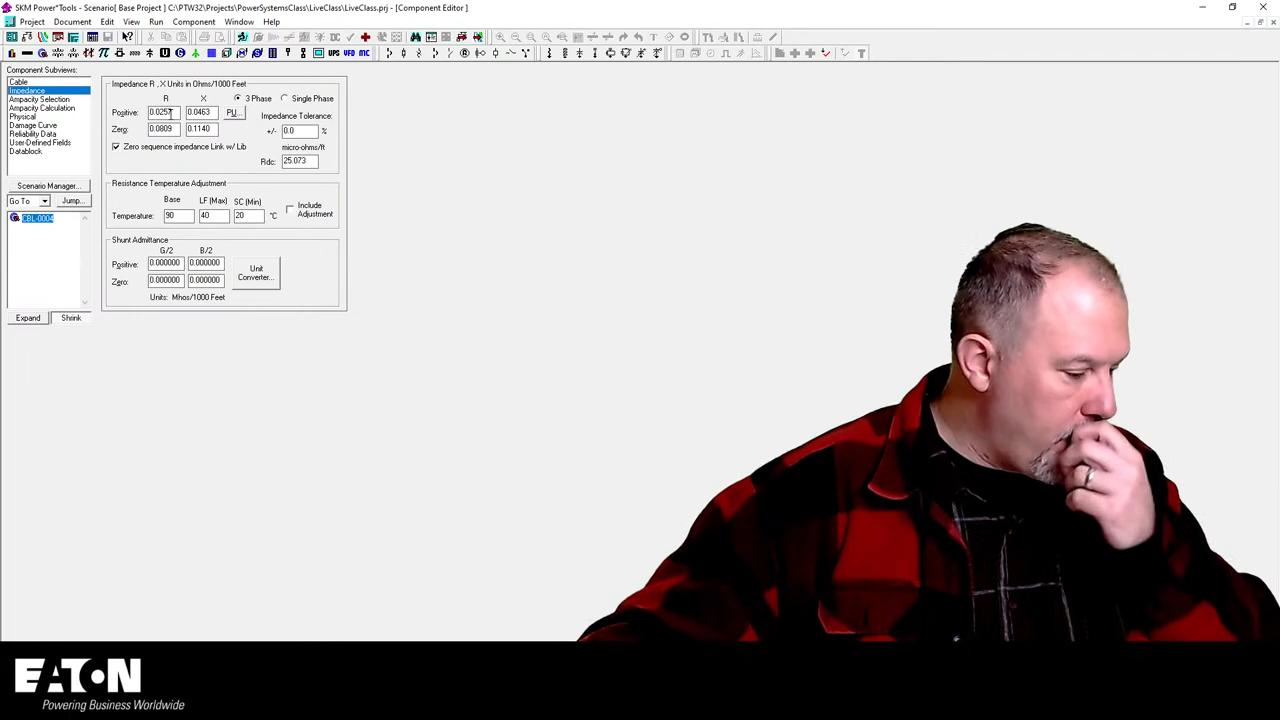 SKM Power*Tools - Scenario[ Base Project ] C:\PTW32\Projects\PowerSystemsClass\LiveClass\LiveClass.prj - [Component Editor ]
Project Document Edit View Run Component Window Help
UPS VFD MC
Component Subviews:
Cable
Impedance
Ampacity Selection
Ampacity Calculation
Physical
Damage Curve
Reliability Data
User-Defined Fields
Datablock
Scenario Manager...
Go To Jump...
CBL-0004
Expand Shrink
Impedance R , X Units in Ohms/1000 Feet
R X 3 Phase Single Phase
Positive: 0.0257 0.0463 PU... Impedance Tolerance:
Zero: 0.0809 0.1140 +/- 0.0 %
Zero sequence impedance Link w/ Lib micro-ohms/ft
Rdc: 25.073
Resistance Temperature Adjustment
Base LF (Max) SC (Min) Include Adjustment
Temperature: 90 40 20 °C
Shunt Admittance
G/2 B/2
Positive: 0.000000 0.000000 Unit Converter...
Zero: 0.000000 0.000000
Units: Mhos/1000 Feet
EATON
Powering Business Worldwide